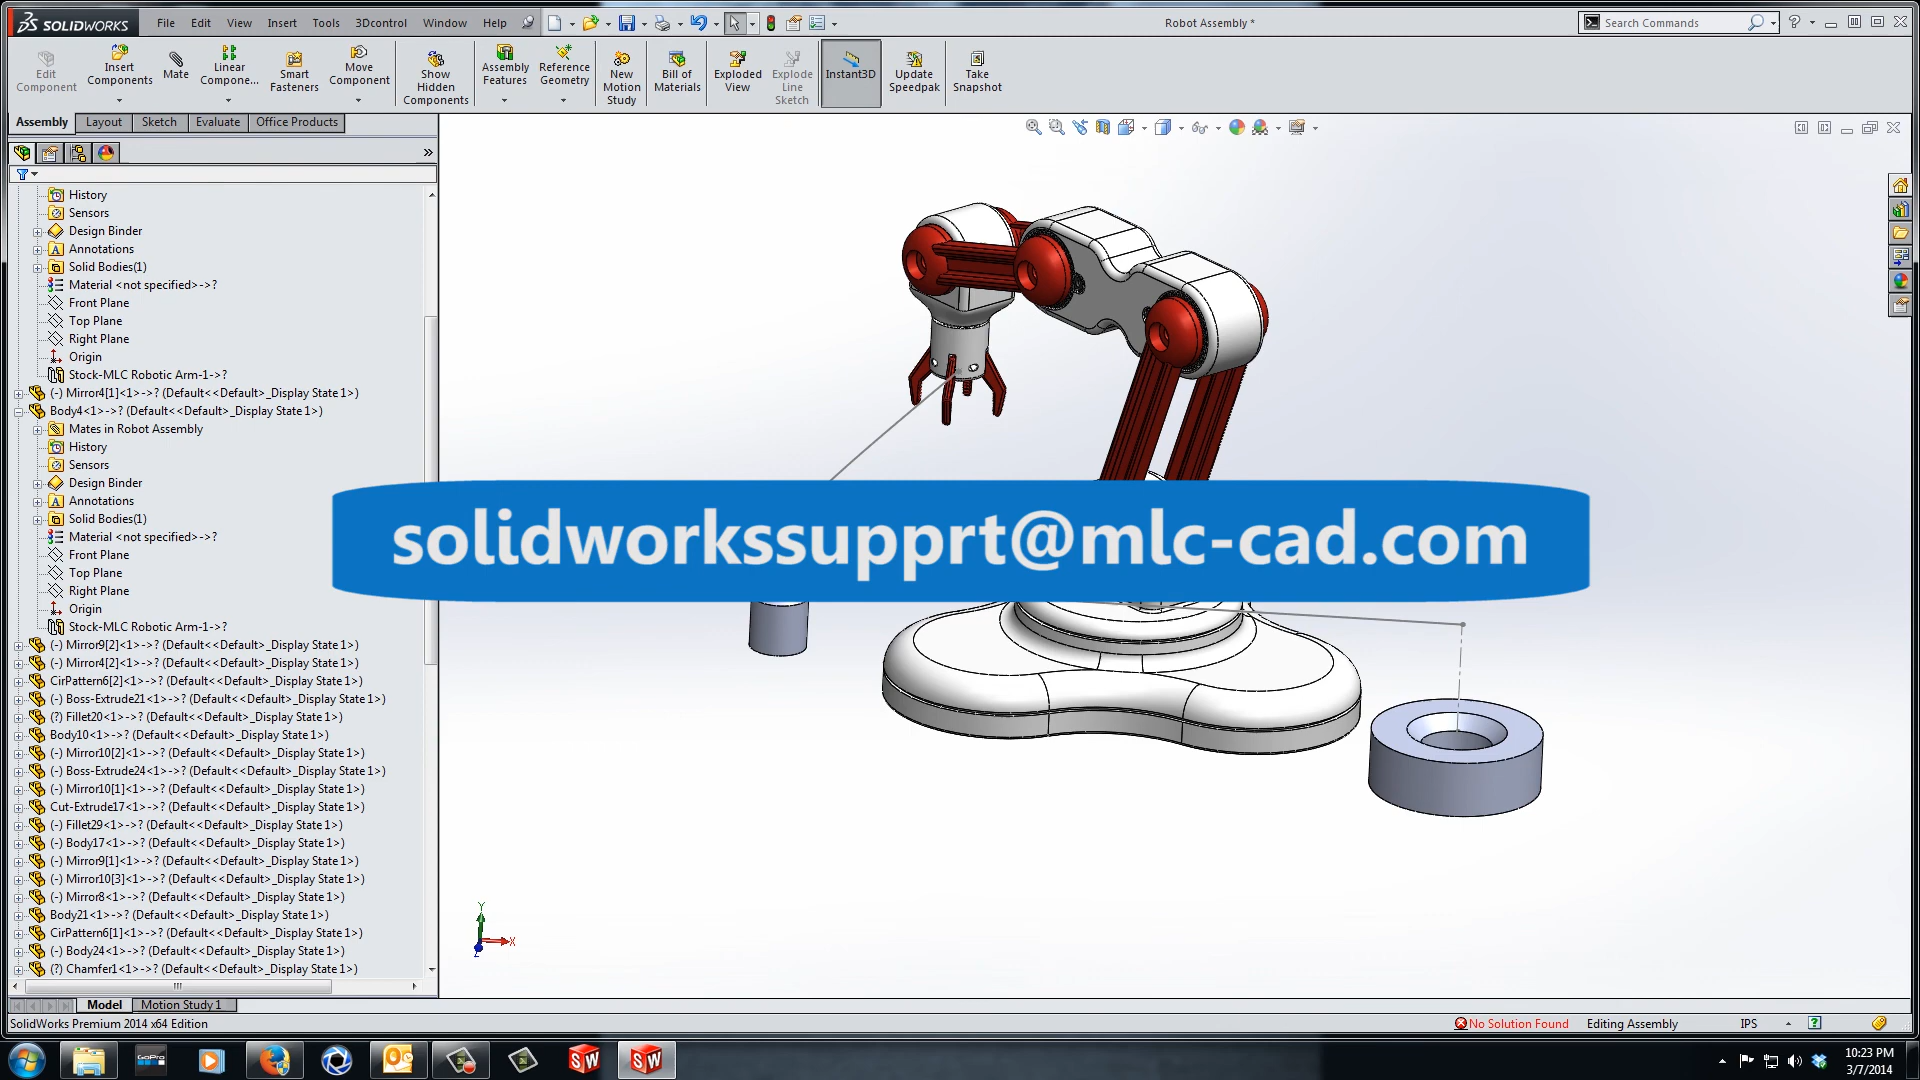 SOLIDWORKS File Edit View Insert Tools 3Dcontrol Window Help Robot Assembly * Search Commands
Edit Component
Insert Components
Mate
Linear Compone...
Smart Fasteners
Move Component
Show Hidden Components
Assembly Features
Reference Geometry
New Motion Study
Bill of Materials
Exploded View
Explode Line Sketch
Instant3D
Update Speedpak
Take Snapshot
Assembly Layout Sketch Evaluate Office Products
History
Sensors
Design Binder
Annotations
Solid Bodies(1)
Material <not specified>->?
Front Plane
Top Plane
Right Plane
Origin
Stock-MLC Robotic Arm-1->?
(-) Mirror4[1]<1>->? (Default<<Default>_Display State 1>)
Body4<1>->? (Default<<Default>_Display State 1>)
Mates in Robot Assembly
History
Sensors
Design Binder
Annotations
Solid Bodies(1)
Material <not specified>->?
Front Plane
Top Plane
Right Plane
Origin
Stock-MLC Robotic Arm-1->?
(-) Mirror9[2]<1>->? (Default<<Default>_Display State 1>)
(-) Mirror4[2]<1>->? (Default<<Default>_Display State 1>)
CirPattern6[2]<1>->? (Default<<Default>_Display State 1>)
(-) Boss-Extrude21<1>->? (Default<<Default>_Display State 1>)
(?) Fillet20<1>->? (Default<<Default>_Display State 1>)
Body10<1>->? (Default<<Default>_Display State 1>)
(-) Mirror10[2]<1>->? (Default<<Default>_Display State 1>)
(-) Boss-Extrude24<1>->? (Default<<Default>_Display State 1>)
(-) Mirror10[1]<1>->? (Default<<Default>_Display State 1>)
Cut-Extrude17<1>->? (Default<<Default>_Display State 1>)
(-) Fillet29<1>->? (Default<<Default>_Display State 1>)
(-) Body17<1>->? (Default<<Default>_Display State 1>)
(-) Mirror9[1]<1>->? (Default<<Default>_Display State 1>)
(-) Mirror10[3]<1>->? (Default<<Default>_Display State 1>)
(-) Mirror8<1>->? (Default<<Default>_Display State 1>)
Body21<1>->? (Default<<Default>_Display State 1>)
CirPattern6[1]<1>->? (Default<<Default>_Display State 1>)
(-) Body24<1>->? (Default<<Default>_Display State 1>)
(?) Chamfer1<1>->? (Default<<Default>_Display State 1>)
solidworkssupprt@mlc-cad.com
Y
X
Z
Model Motion Study 1
SolidWorks Premium 2014 x64 Edition No Solution Found Editing Assembly IPS
GoPro SW SW
10:23 PM
3/7/2014